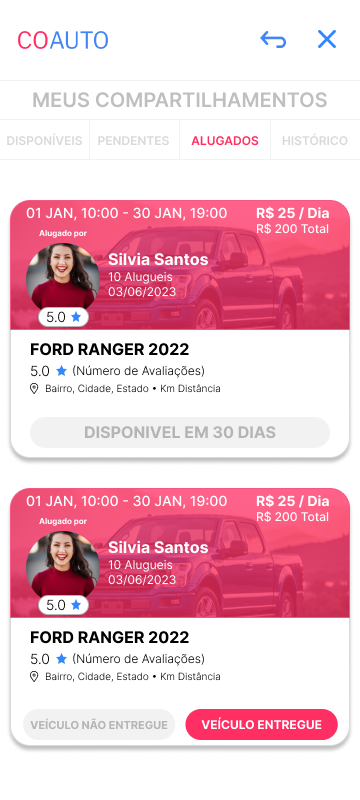 COAUTO
MEUS COMPARTILHAMENTOS
DISPONÍVEIS PENDENTES ALUGADOS HISTÓRICO
01 JAN, 10:00 - 30 JAN, 19:00 R$ 25 / Dia
R$ 200 Total
Alugado por
Silvia Santos
10 Alugueis
03/06/2023
5.0
FORD RANGER 2022
5.0 (Número de Avaliações)
Bairro, Cidade, Estado • Km Distância
DISPONIVEL EM 30 DIAS
01 JAN, 10:00 - 30 JAN, 19:00 R$ 25 / Dia
R$ 200 Total
Alugado por
Silvia Santos
10 Alugueis
03/06/2023
5.0
FORD RANGER 2022
5.0 (Número de Avaliações)
Bairro, Cidade, Estado • Km Distância
VEÍCULO NÃO ENTREGUE VEÍCULO ENTREGUE